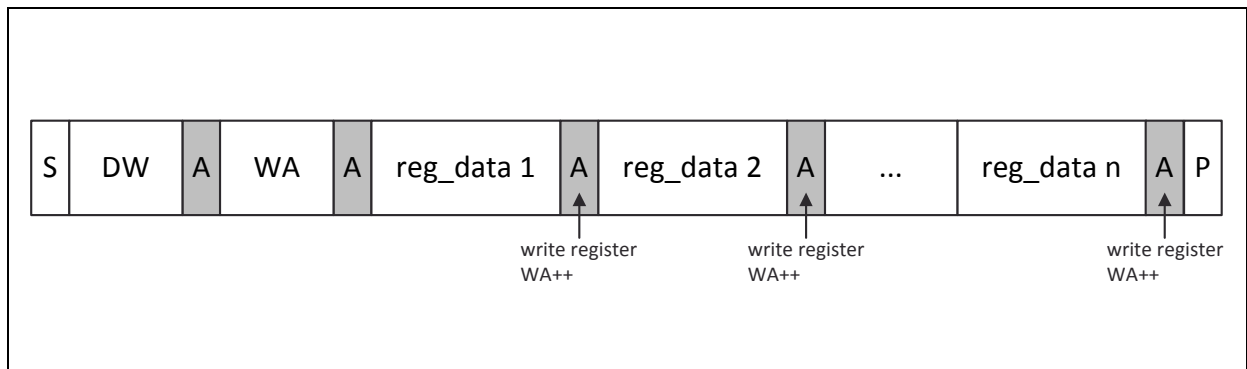 S DW A WA A reg_data 1 A reg_data 2 A ... reg_data n A P
write register write register write register
WA++ WA++ WA++